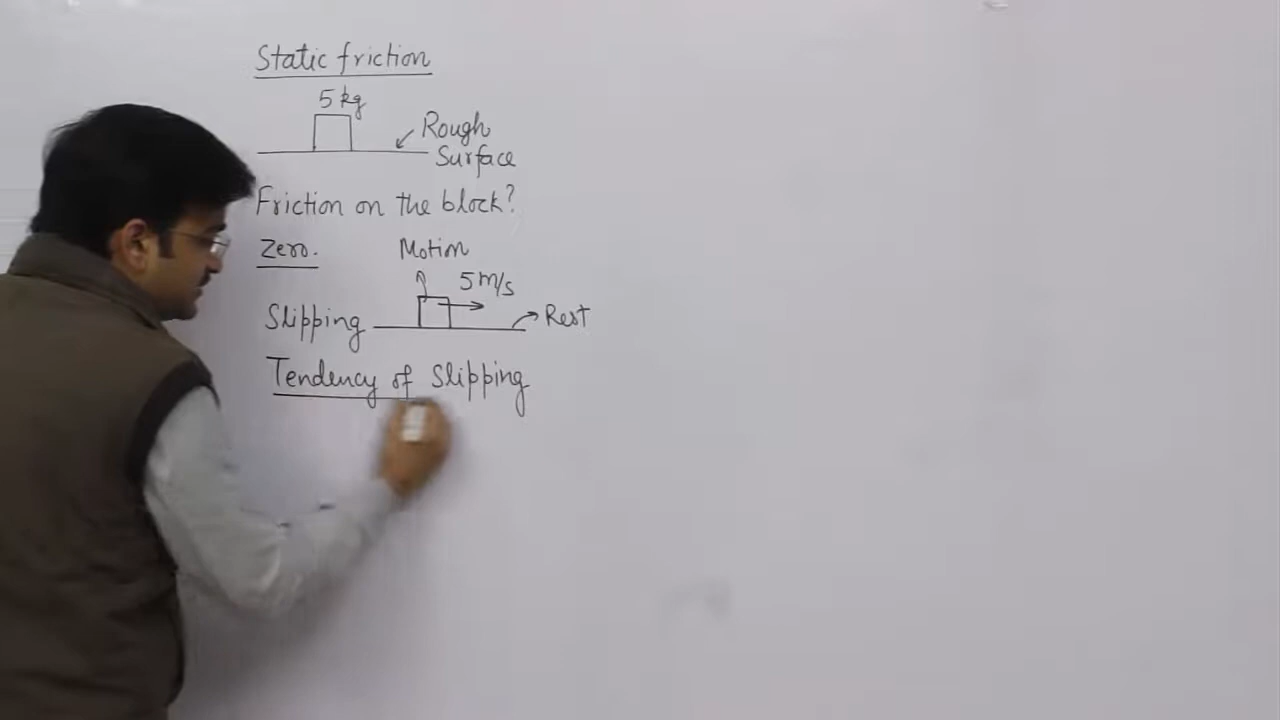 Static friction
5 kg
Rough
Surface
Friction on the block?
Zero.
Motion
5 m/s
Slipping
Rest
Tendency of Slipping